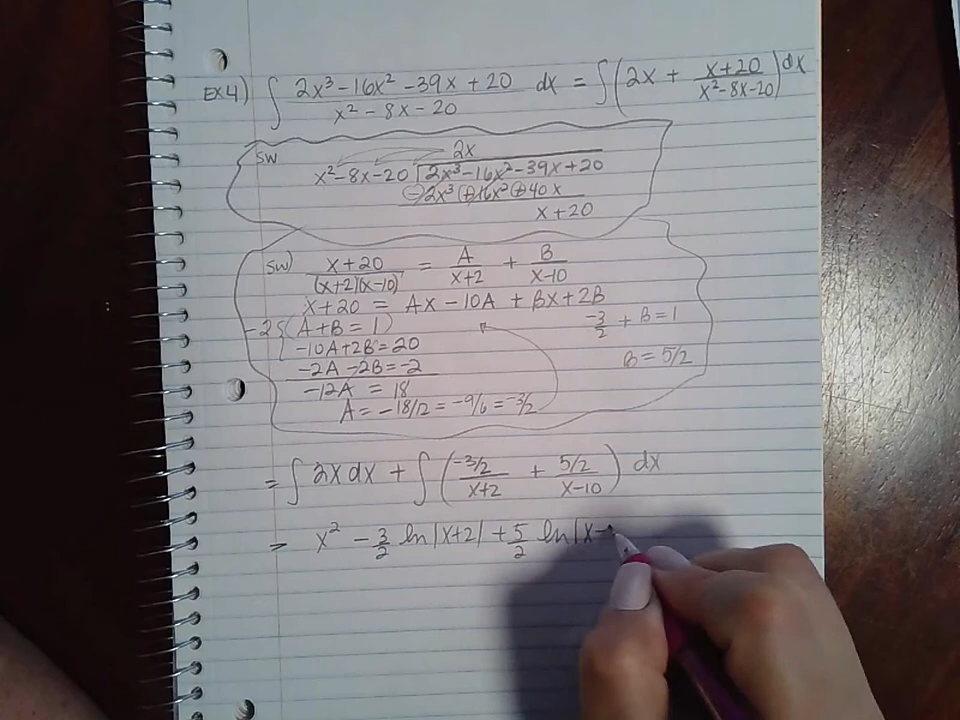 Ex 4) ∫ (2x³ - 16x² - 39x + 20)/(x² - 8x - 20) dx = ∫ (2x + (x+20)/(x²-8x-20)) dx
SW
2x
x² - 8x - 20 | 2x³ - 16x² - 39x + 20
⊖2x³ ⊕16x² ⊕40x
x + 20
SW) (x+20)/((x+2)(x-10)) = A/(x+2) + B/(x-10)
x + 20 = Ax - 10A + Bx + 2B
-2 { (A + B = 1)
-3/2 + B = 1
-10A + 2B = 20
B = 5/2
-2A - 2B = -2
-12A = 18
A = -18/12 = -9/6 = -3/2
= ∫ 2x dx + ∫ ((-3/2)/(x+2) + (5/2)/(x-10)) dx
= x² - 3/2 ln|x+2| + 5/2 ln|x-